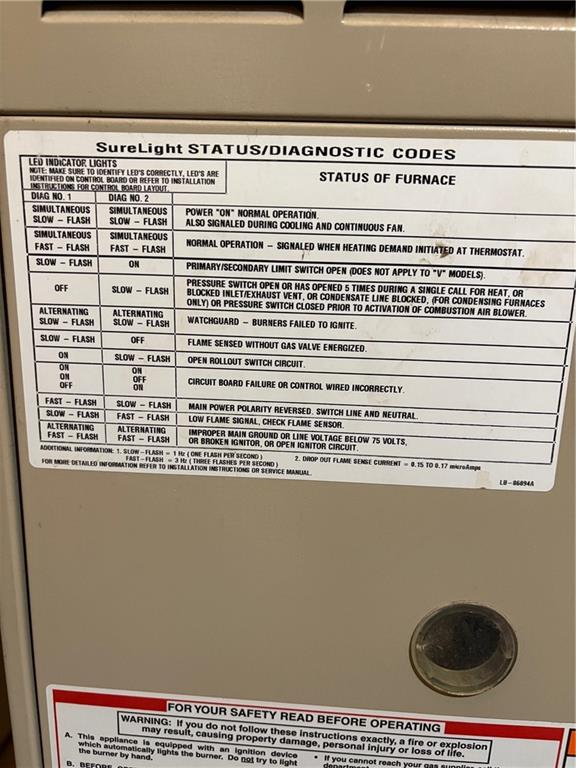 SureLight STATUS/DIAGNOSTIC CODES
LED INDICATOR LIGHTS
NOTE: MAKE SURE TO IDENTIFY LED'S CORRECTLY, LED'S ARE
IDENTIFIED ON CONTROL BOARD OR REFER TO INSTALLATION
INSTRUCTIONS FOR CONTROL BOARD LAYOUT.
STATUS OF FURNACE
DIAG NO. 1 DIAG NO. 2
SIMULTANEOUS SIMULTANEOUS POWER "ON" NORMAL OPERATION.
SLOW – FLASH SLOW – FLASH ALSO SIGNALED DURING COOLING AND CONTINUOUS FAN.
SIMULTANEOUS SIMULTANEOUS
FAST – FLASH FAST – FLASH NORMAL OPERATION – SIGNALED WHEN HEATING DEMAND INITIATED AT THERMOSTAT.
SLOW – FLASH ON PRIMARY/SECONDARY LIMIT SWITCH OPEN (DOES NOT APPLY TO "V" MODELS).
PRESSURE SWITCH OPEN OR HAS OPENED 5 TIMES DURING A SINGLE CALL FOR HEAT, OR
OFF SLOW – FLASH BLOCKED INLET/EXHAUST VENT, OR CONDENSATE LINE BLOCKED, (FOR CONDENSING FURNACES
ONLY) OR PRESSURE SWITCH CLOSED PRIOR TO ACTIVATION OF COMBUSTION AIR BLOWER.
ALTERNATING ALTERNATING
SLOW – FLASH SLOW – FLASH WATCHGUARD – BURNERS FAILED TO IGNITE.
SLOW – FLASH OFF FLAME SENSED WITHOUT GAS VALVE ENERGIZED.
ON SLOW – FLASH OPEN ROLLOUT SWITCH CIRCUIT.
ON ON
ON OFF CIRCUIT BOARD FAILURE OR CONTROL WIRED INCORRECTLY.
OFF ON
FAST – FLASH SLOW – FLASH MAIN POWER POLARITY REVERSED. SWITCH LINE AND NEUTRAL.
SLOW – FLASH FAST – FLASH LOW FLAME SIGNAL, CHECK FLAME SENSOR.
ALTERNATING ALTERNATING IMPROPER MAIN GROUND OR LINE VOLTAGE BELOW 75 VOLTS,
FAST – FLASH FAST – FLASH OR BROKEN IGNITOR, OR OPEN IGNITOR CIRCUIT.
ADDITIONAL INFORMATION: 1. SLOW–FLASH = 1 Hz (ONE FLASH PER SECOND) 2. DROP OUT FLAME SENSE CURRENT = 0.15 TO 0.17 microAmps
FAST–FLASH = 3 Hz (THREE FLASHES PER SECOND)
FOR MORE DETAILED INFORMATION REFER TO INSTALLATION INSTRUCTIONS OR SERVICE MANUAL.
LB–86094A
FOR YOUR SAFETY READ BEFORE OPERATING
WARNING: If you do not follow these instructions exactly, a fire or explosion
may result, causing property damage, personal injury or loss of life.
A. This appliance is equipped with an ignition device
which automatically lights the burner. Do not try to light
the burner by hand.
• If you cannot reach your gas
B. BEFORE